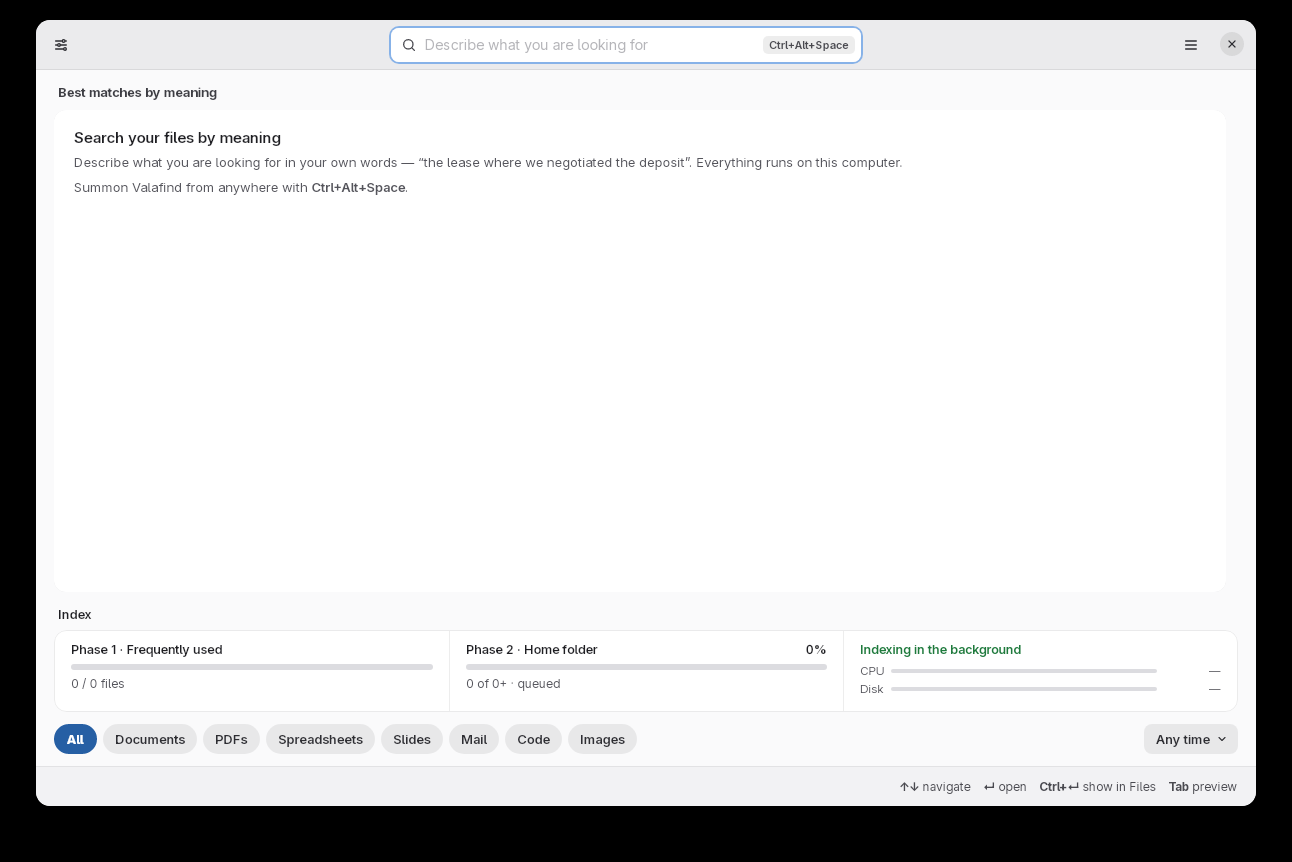 Describe what you are looking for
Ctrl+Alt+Space
Best matches by meaning
Search your files by meaning
Describe what you are looking for in your own words — “the lease where we negotiated the deposit”. Everything runs on this computer.
Summon Valafind from anywhere with Ctrl+Alt+Space.
Index
Phase 1 · Frequently used
0 / 0 files
Phase 2 · Home folder 0%
0 of 0+ · queued
Indexing in the background
CPU —
Disk —
All Documents PDFs Spreadsheets Slides Mail Code Images Any time
↑↓ navigate ↵ open Ctrl+↵ show in Files Tab preview